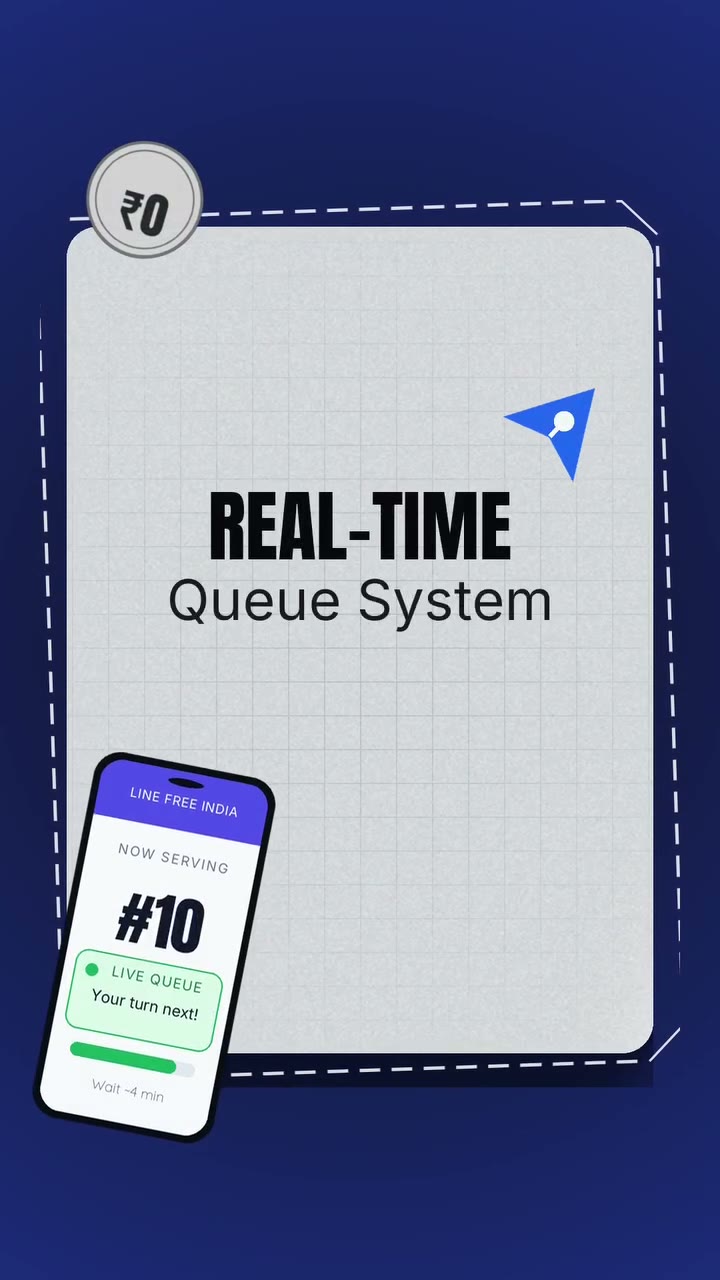 ₹0
REAL-TIME
Queue System
LINE FREE INDIA
NOW SERVING
#10
LIVE QUEUE
Your turn next!
Wait ~4 min